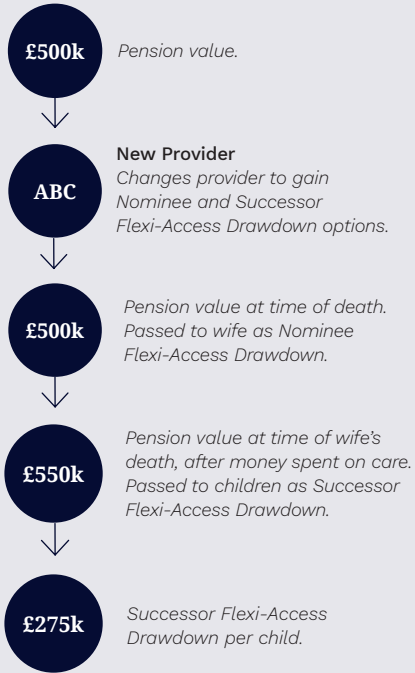 £500k
Pension value.
ABC
New Provider
Changes provider to gain
Nominee and Successor
Flexi-Access Drawdown options.
£500k
Pension value at time of death.
Passed to wife as Nominee
Flexi-Access Drawdown.
£550k
Pension value at time of wife’s
death, after money spent on care.
Passed to children as Successor
Flexi-Access Drawdown.
£275k
Successor Flexi-Access
Drawdown per child.